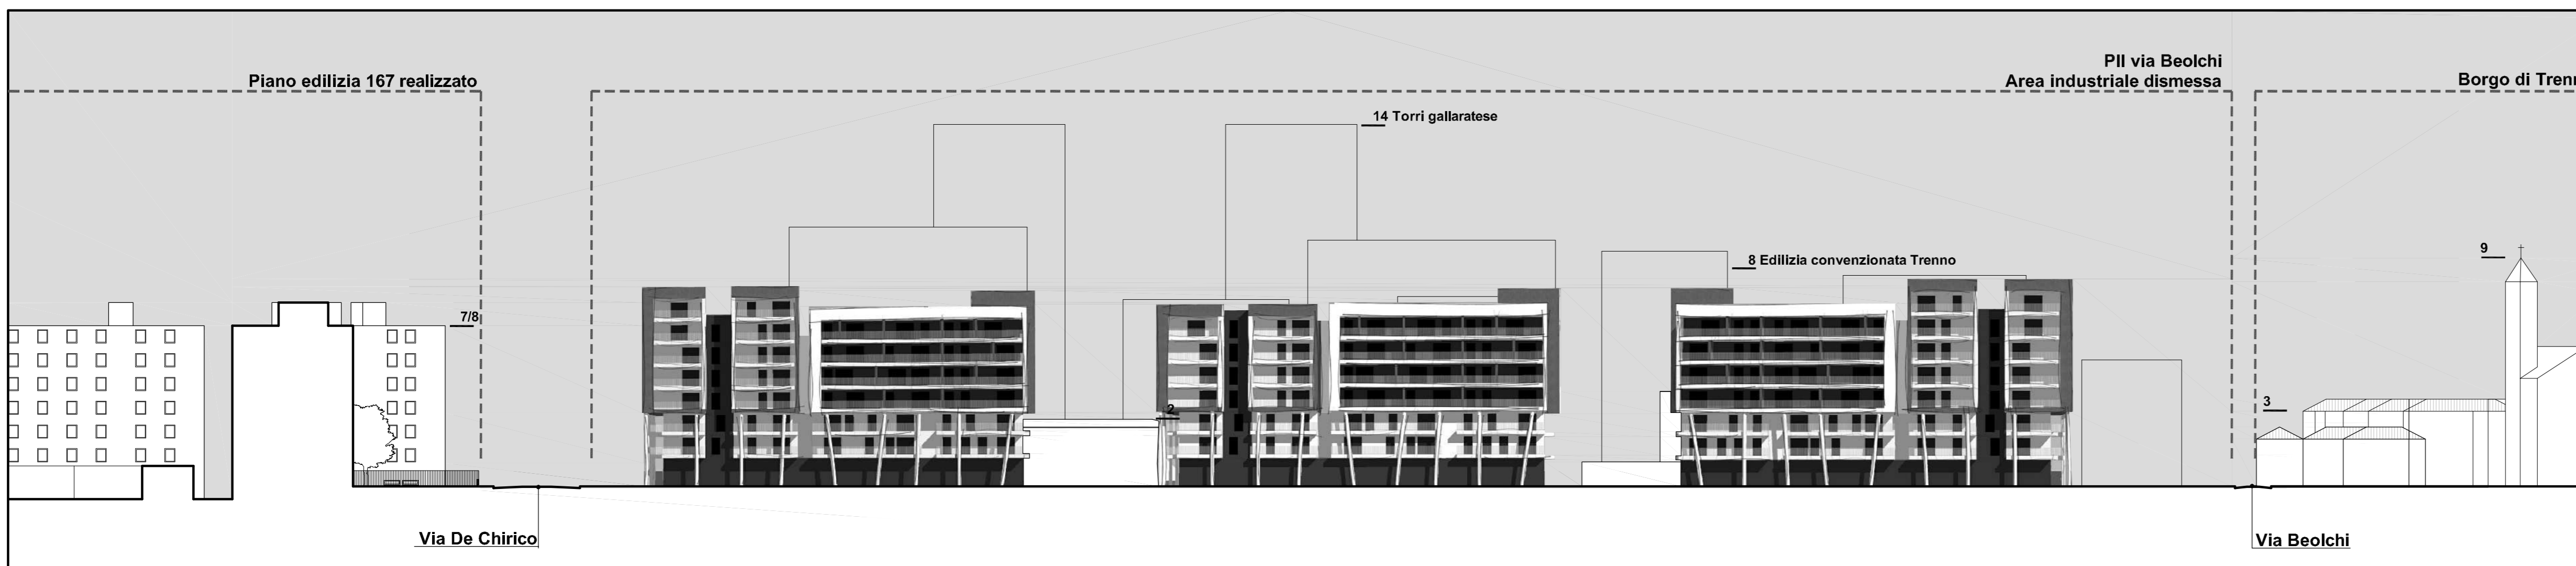 Piano edilizia 167 realizzato
PII via Beolchi
Area industriale dismessa
Borgo di Trenn
14 Torri gallaratese
8 Edilizia convenzionata Trenno
7/8
2
9
3
Via De Chirico
Via Beolchi